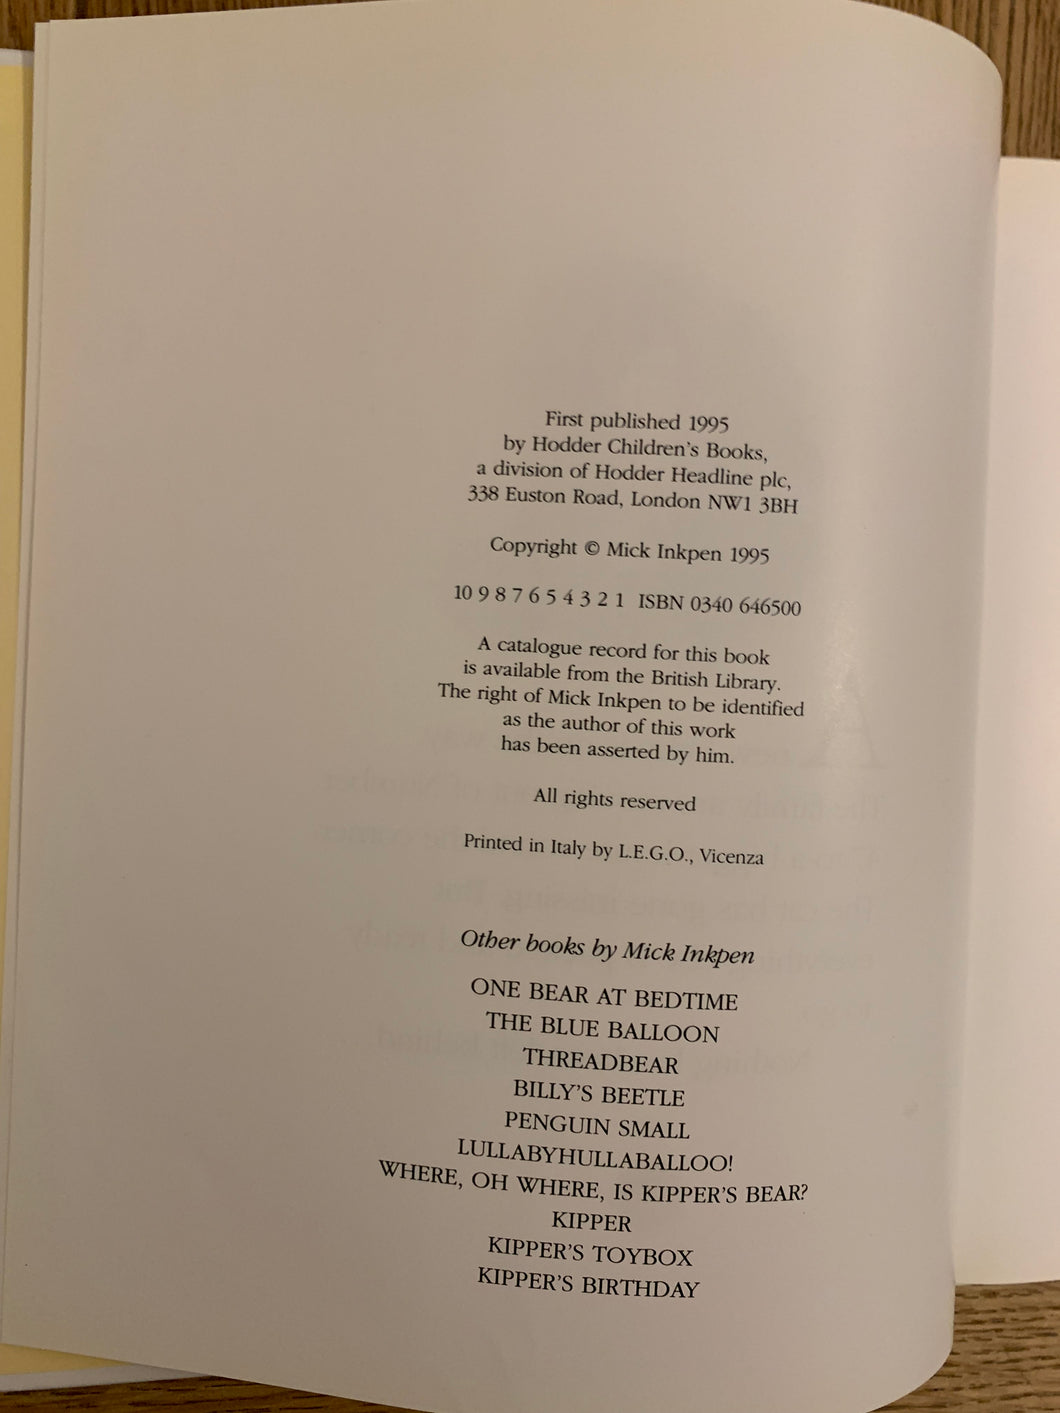 First published 1995
by Hodder Children's Books,
a division of Hodder Headline plc,
338 Euston Road, London NW1 3BH
Copyright © Mick Inkpen 1995
10 9 8 7 6 5 4 3 2 1 ISBN 0340 646500
A catalogue record for this book
is available from the British Library.
The right of Mick Inkpen to be identified
as the author of this work
has been asserted by him.
All rights reserved
Printed in Italy by L.E.G.O., Vicenza
Other books by Mick Inkpen
ONE BEAR AT BEDTIME
THE BLUE BALLOON
THREADBEAR
BILLY'S BEETLE
PENGUIN SMALL
LULLABYHULLABALLOO!
WHERE, OH WHERE, IS KIPPER'S BEAR?
KIPPER
KIPPER'S TOYBOX
KIPPER'S BIRTHDAY